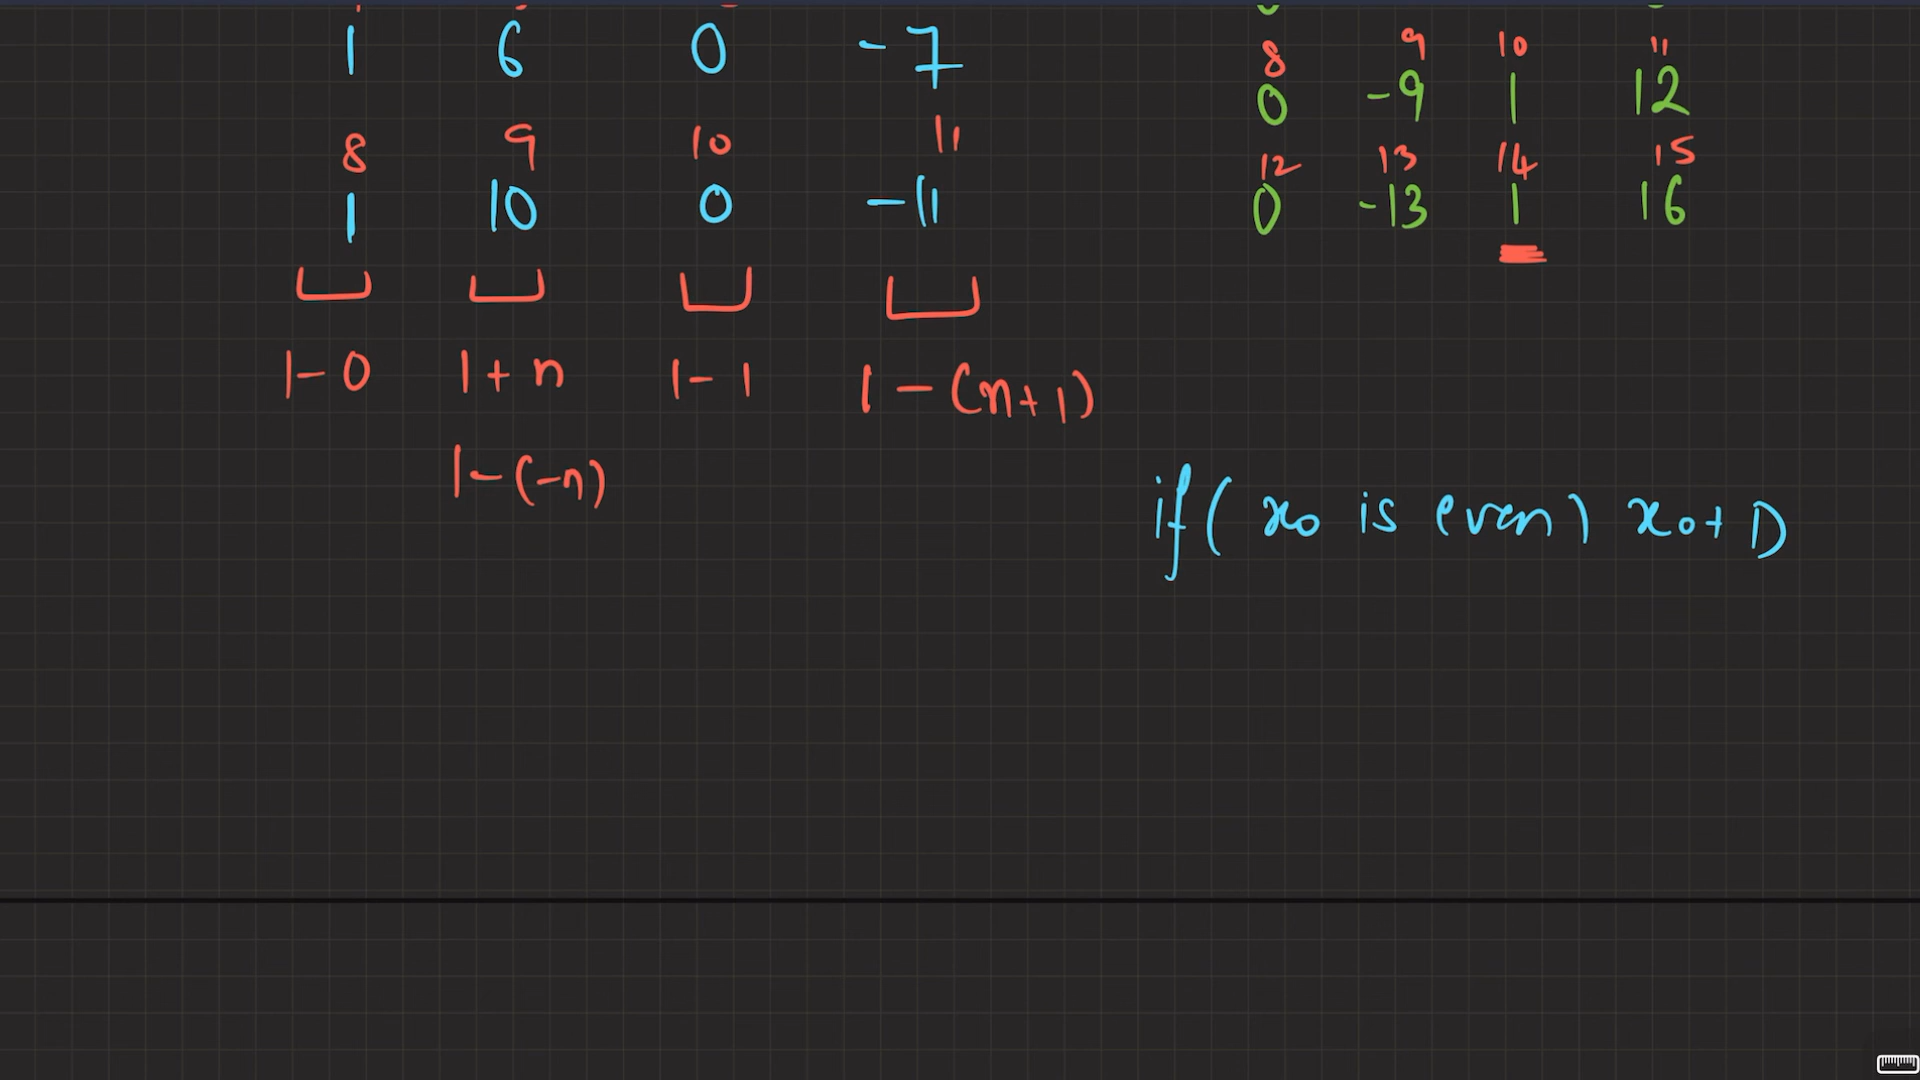 1 6 0 -7
8 9 10 11
1 10 0 -11
1-0 1+n 1-1 1-(n+1)
1-(-n)
8 9 10 11
0 -9 1 12
12 13 14 15
0 -13 1 16
if ( x0 is even) x0+D